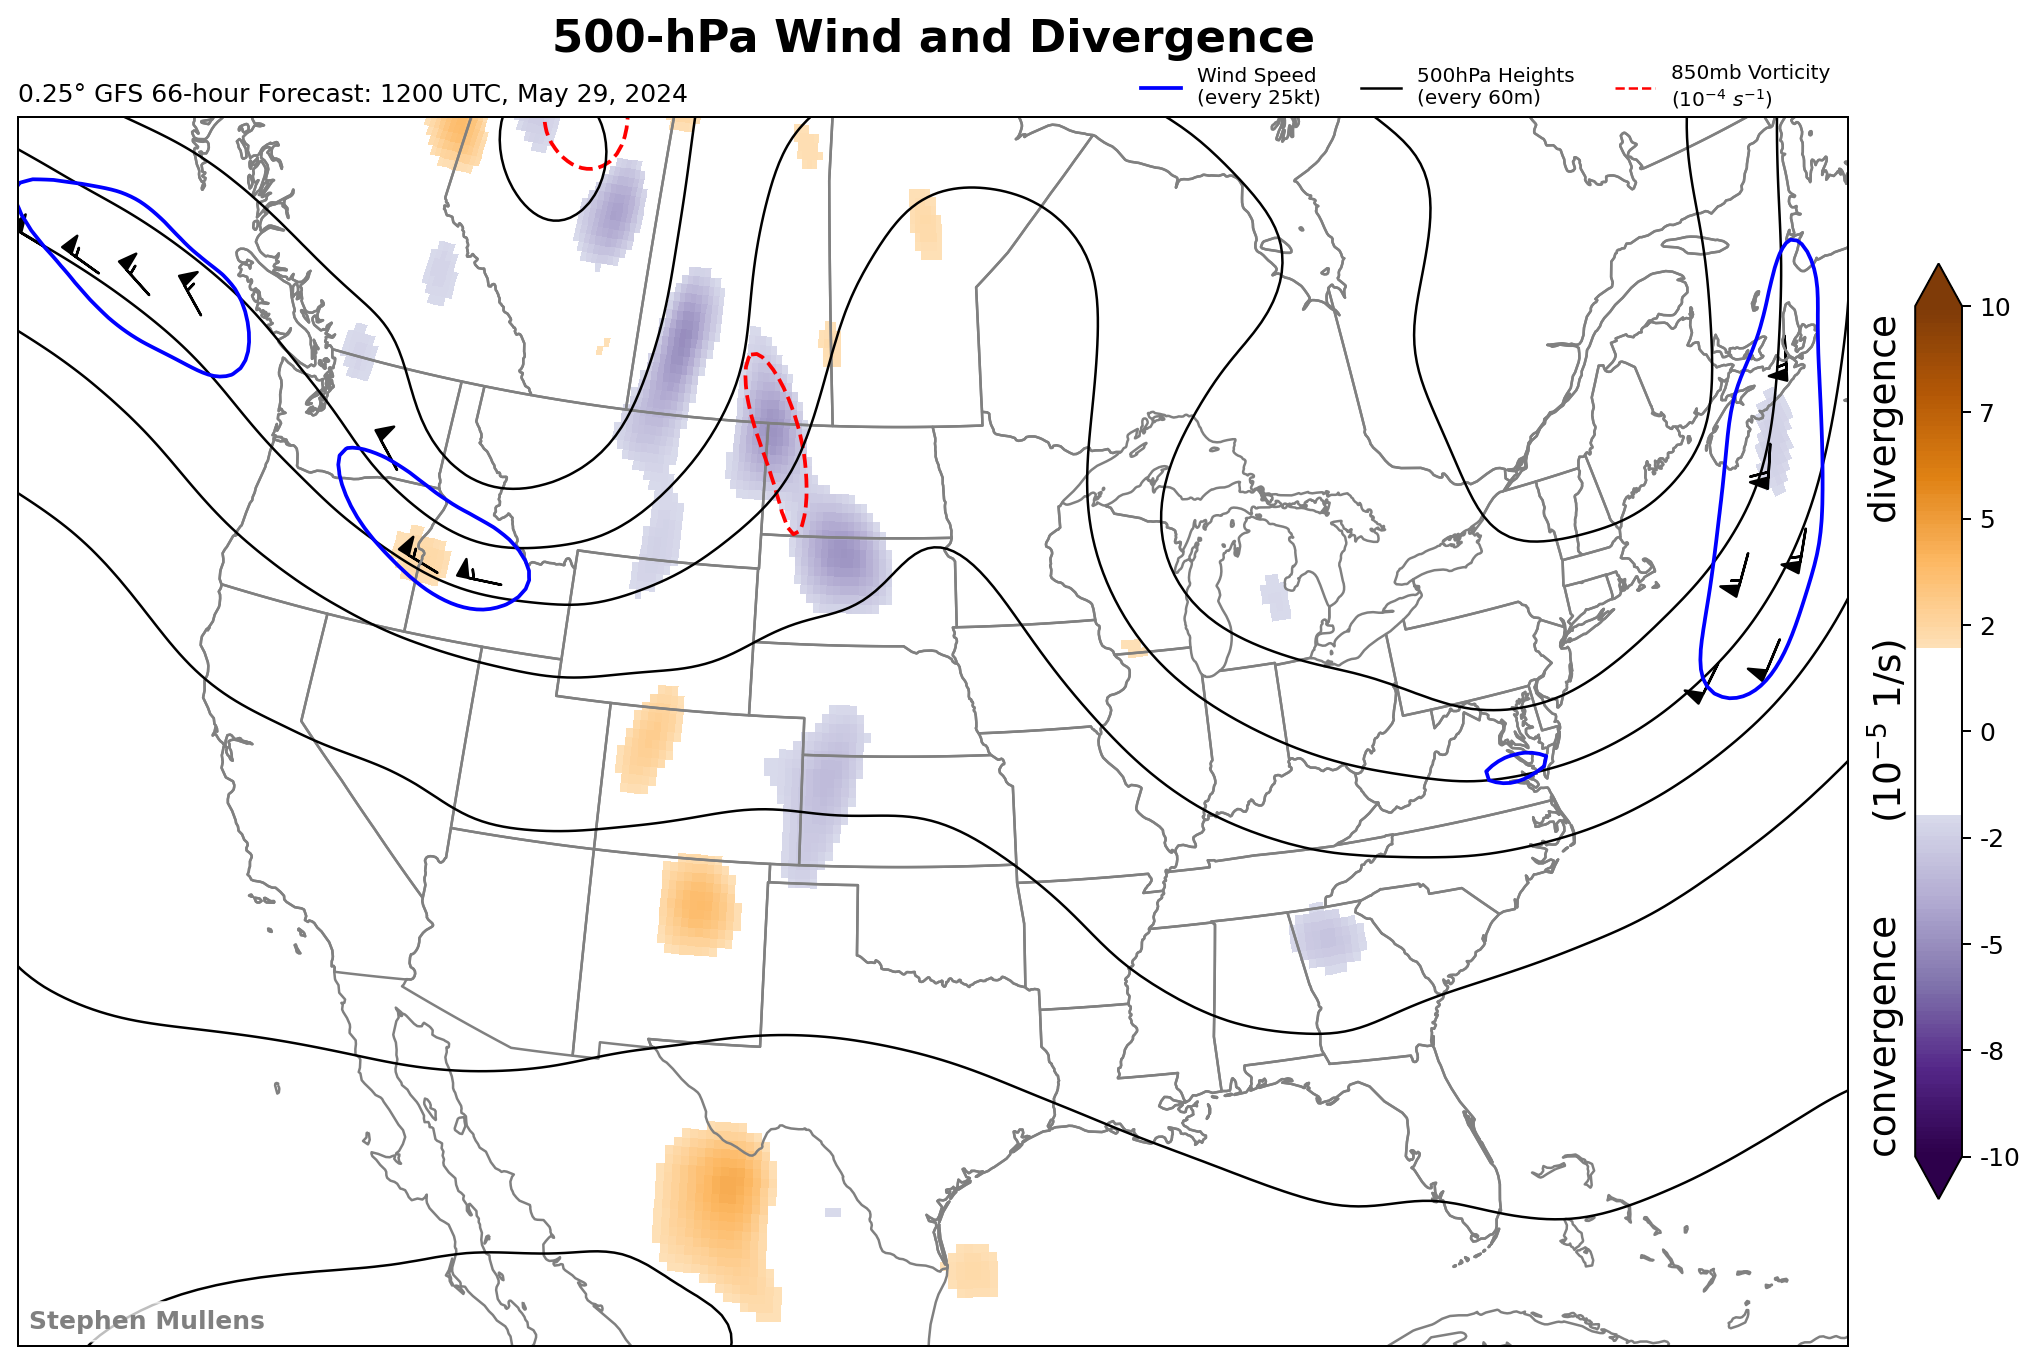 500-hPa Wind and Divergence
0.25° GFS 66-hour Forecast: 1200 UTC, May 29, 2024
Wind Speed
(every 25kt)
500hPa Heights
(every 60m)
850mb Vorticity
(10⁻⁴ s⁻¹)
10
7
5
2
0
-2
-5
-8
-10
convergence (10⁻⁵ 1/s) divergence
Stephen Mullens